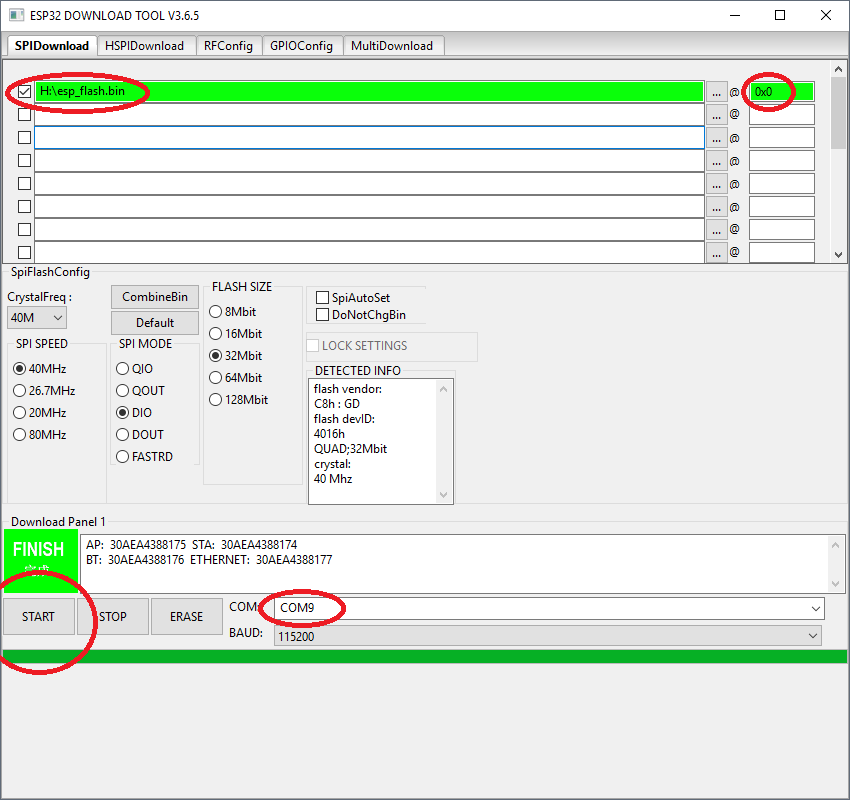 ESP32 DOWNLOAD TOOL V3.6.5
SPIDownload HSPIDownload RFConfig GPIOConfig MultiDownload
H:\esp_flash.bin ... @ 0x0
... @
... @
... @
... @
... @
... @
... @
SpiFlashConfig
CrystalFreq :
40M
CombineBin
Default
SPI SPEED
40MHz
26.7MHz
20MHz
80MHz
SPI MODE
QIO
QOUT
DIO
DOUT
FASTRD
FLASH SIZE
8Mbit
16Mbit
32Mbit
64Mbit
128Mbit
SpiAutoSet
DoNotChgBin
LOCK SETTINGS
DETECTED INFO
flash vendor:
C8h : GD
flash devID:
4016h
QUAD;32Mbit
crystal:
40 Mhz
Download Panel 1
FINISH
完成
AP: 30AEA4388175 STA: 30AEA4388174
BT: 30AEA4388176 ETHERNET: 30AEA4388177
START STOP ERASE
COM: COM9
BAUD: 115200